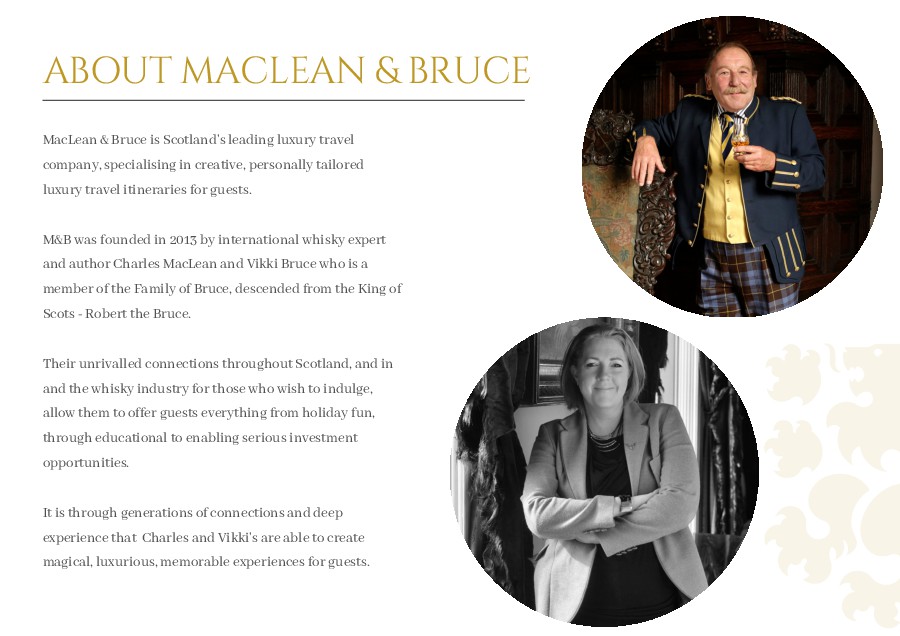 ABOUT MACLEAN & BRUCE
MacLean & Bruce is Scotland's leading luxury travel
company, specialising in creative, personally tailored
luxury travel itineraries for guests.
M&B was founded in 2013 by international whisky expert
and author Charles MacLean and Vikki Bruce who is a
member of the Family of Bruce, descended from the King of
Scots - Robert the Bruce.
Their unrivalled connections throughout Scotland, and in
and the whisky industry for those who wish to indulge,
allow them to offer guests everything from holiday fun,
through educational to enabling serious investment
opportunities.
It is through generations of connections and deep
experience that Charles and Vikki's are able to create
magical, luxurious, memorable experiences for guests.